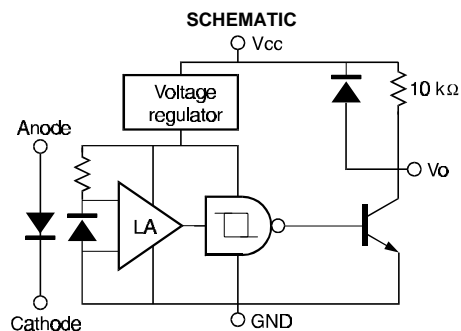 SCHEMATIC
Vcc
Voltage
regulator
10 kΩ
Anode
Vo
LA
Cathode
GND